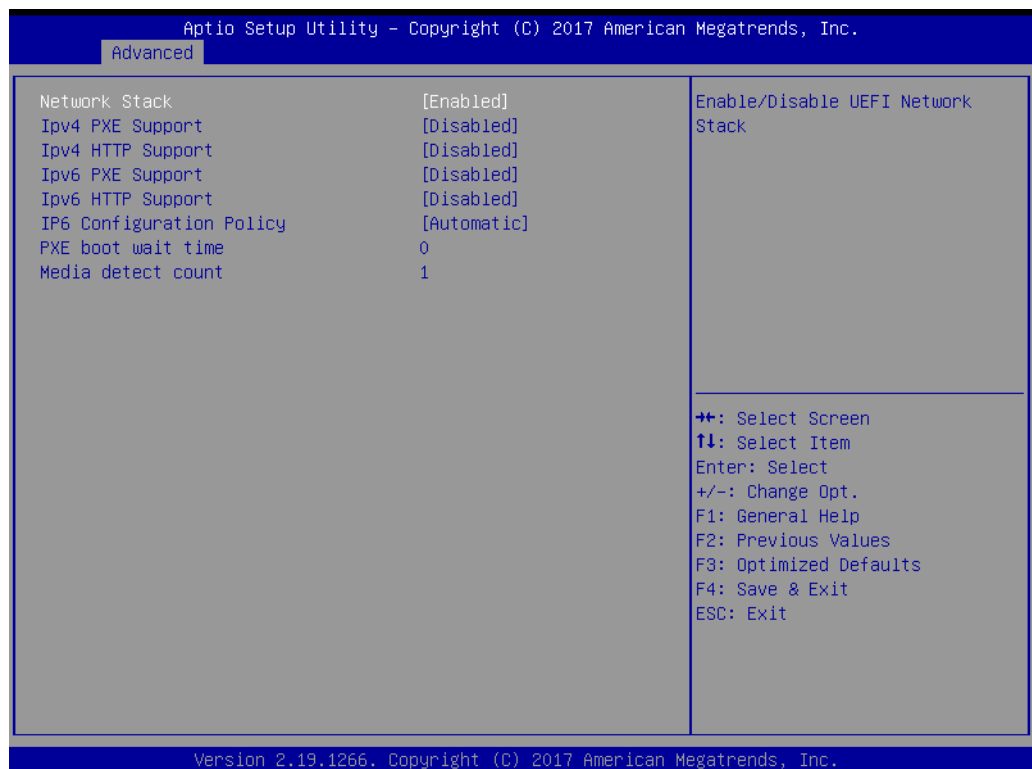 Aptio Setup Utility – Copyright (C) 2017 American Megatrends, Inc.
Advanced
Network Stack [Enabled]
Ipv4 PXE Support [Disabled]
Ipv4 HTTP Support [Disabled]
Ipv6 PXE Support [Disabled]
Ipv6 HTTP Support [Disabled]
IP6 Configuration Policy [Automatic]
PXE boot wait time 0
Media detect count 1
Enable/Disable UEFI Network
Stack
→←: Select Screen
↑↓: Select Item
Enter: Select
+/-: Change Opt.
F1: General Help
F2: Previous Values
F3: Optimized Defaults
F4: Save & Exit
ESC: Exit
Version 2.19.1266. Copyright (C) 2017 American Megatrends, Inc.